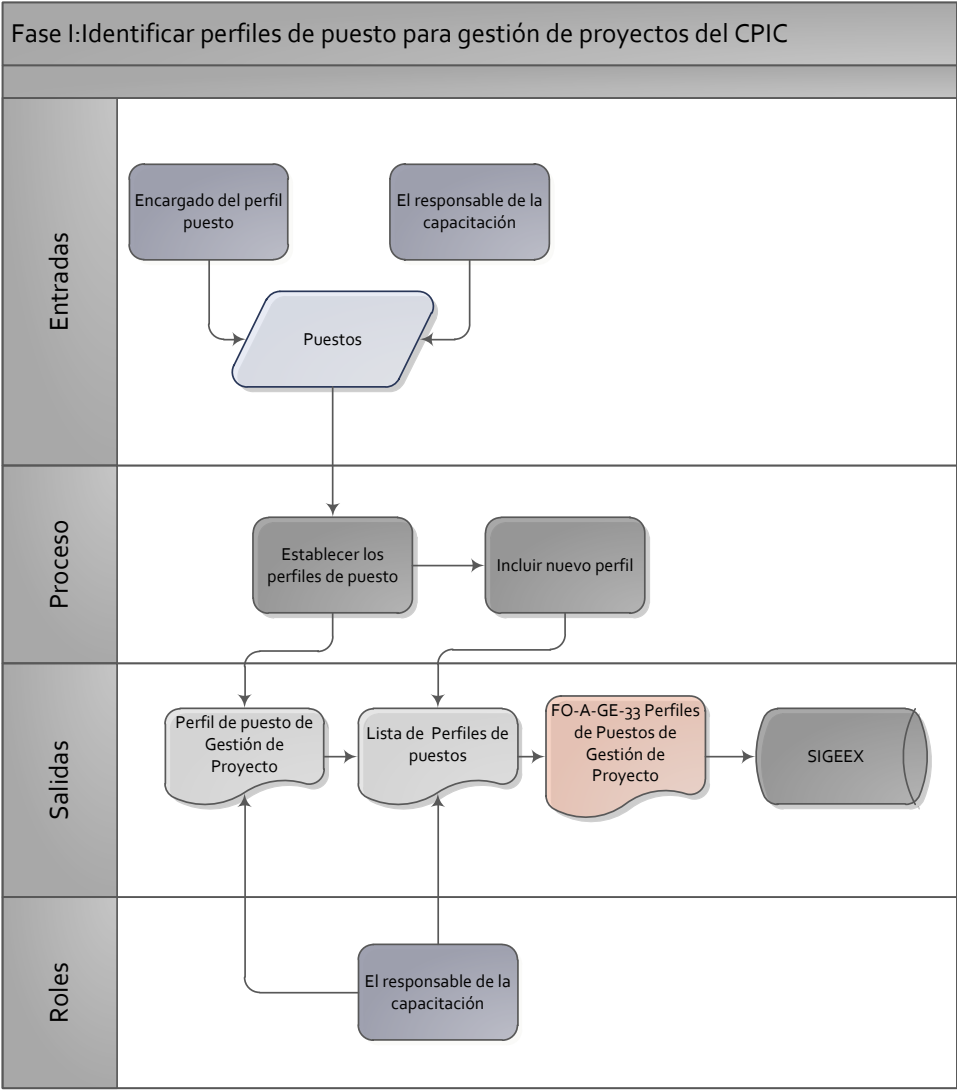 Fase I:Identificar perfiles de puesto para gestión de proyectos del CPIC
Entradas
Encargado del perfil
puesto
El responsable de la
capacitación
Puestos
Proceso
Establecer los
perfiles de puesto
Incluir nuevo perfil
Salidas
Perfil de puesto de
Gestión de
Proyecto
Lista de Perfiles de
puestos
FO-A-GE-33 Perfiles
de Puestos de
Gestión de
Proyecto
SIGEEX
Roles
El responsable de la
capacitación